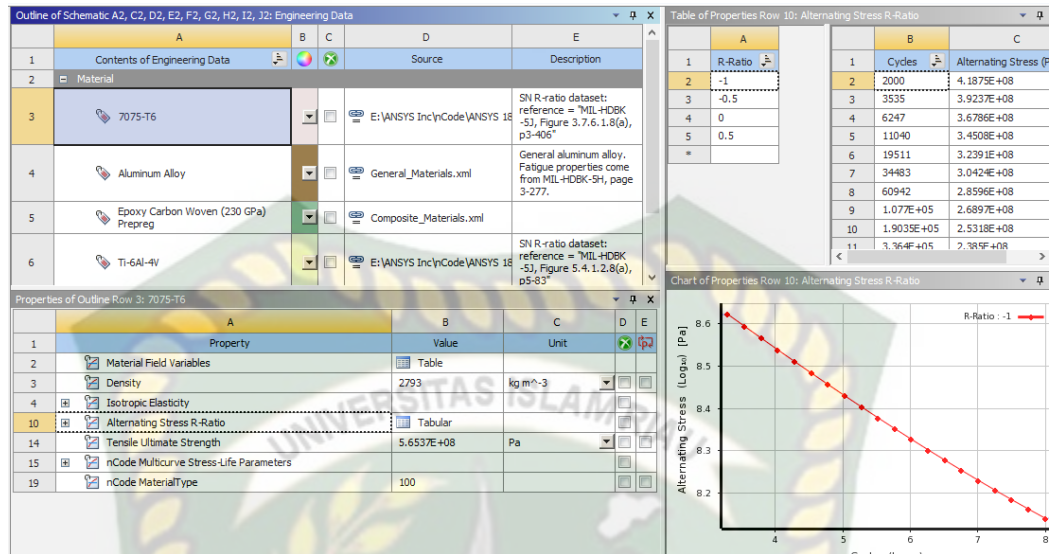 Outline of Schematic A2, C2, D2, E2, F2, G2, H2, I2, J2: Engineering Data
A B C D E
1 Contents of Engineering Data Source Description
2 Material
3 7075-T6 E:\ANSYS Inc\nCode\ANSYS 18 SN R-ratio dataset:
reference = "MIL-HDBK
-5J, Figure 3.7.6.1.8(a),
p3-406"
4 Aluminum Alloy General_Materials.xml General aluminum alloy.
Fatigue properties come
from MIL-HDBK-5H, page
3-277.
5 Epoxy Carbon Woven (230 GPa)
Prepreg Composite_Materials.xml
6 Ti-6Al-4V E:\ANSYS Inc\nCode\ANSYS 18 SN R-ratio dataset:
reference = "MIL-HDBK
-5J, Figure 5.4.1.2.8(a),
p5-83"
Properties of Outline Row 3: 7075-T6
A B C D E
1 Property Value Unit
2 Material Field Variables Table
3 Density 2793 kg m^-3
4 Isotropic Elasticity
10 Alternating Stress R-Ratio Tabular
14 Tensile Ultimate Strength 5.6537E+08 Pa
15 nCode Multicurve Stress-Life Parameters
19 nCode MaterialType 100
Table of Properties Row 10: Alternating Stress R-Ratio
A
1 R-Ratio
2 -1
3 -0.5
4 0
5 0.5
*
B C
1 Cycles Alternating Stress (P
2 2000 4.1875E+08
3 3535 3.9237E+08
4 6247 3.6786E+08
5 11040 3.4508E+08
6 19511 3.2391E+08
7 34483 3.0424E+08
8 60942 2.8596E+08
9 1.077E+05 2.6897E+08
10 1.9035E+05 2.5318E+08
11 3.364E+05 2.385E+08
Chart of Properties Row 10: Alternating Stress R-Ratio
R-Ratio : -1
Alternating Stress (Log₁₀) [Pa]
8.6
8.5
8.4
8.3
8.2
4 5 6 7 8
UNIVERSITAS ISLAM RIAU